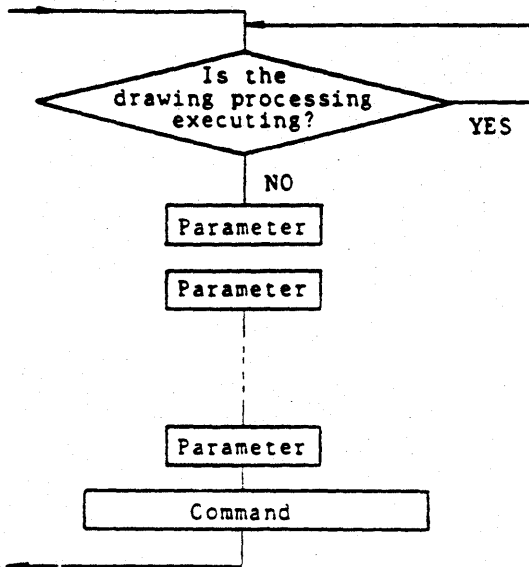 Is the
drawing processing
executing?
YES
NO
Parameter
Parameter
Parameter
Command